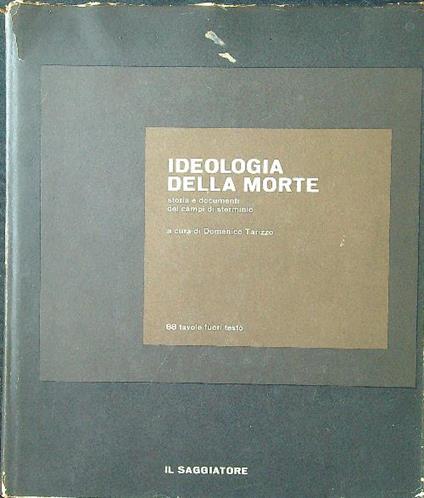 IDEOLOGIA
DELLA MORTE
storia e documenti
dei campi di sterminio
a cura di Domenico Tarizzo
68 tavole fuori testo
IL SAGGIATORE